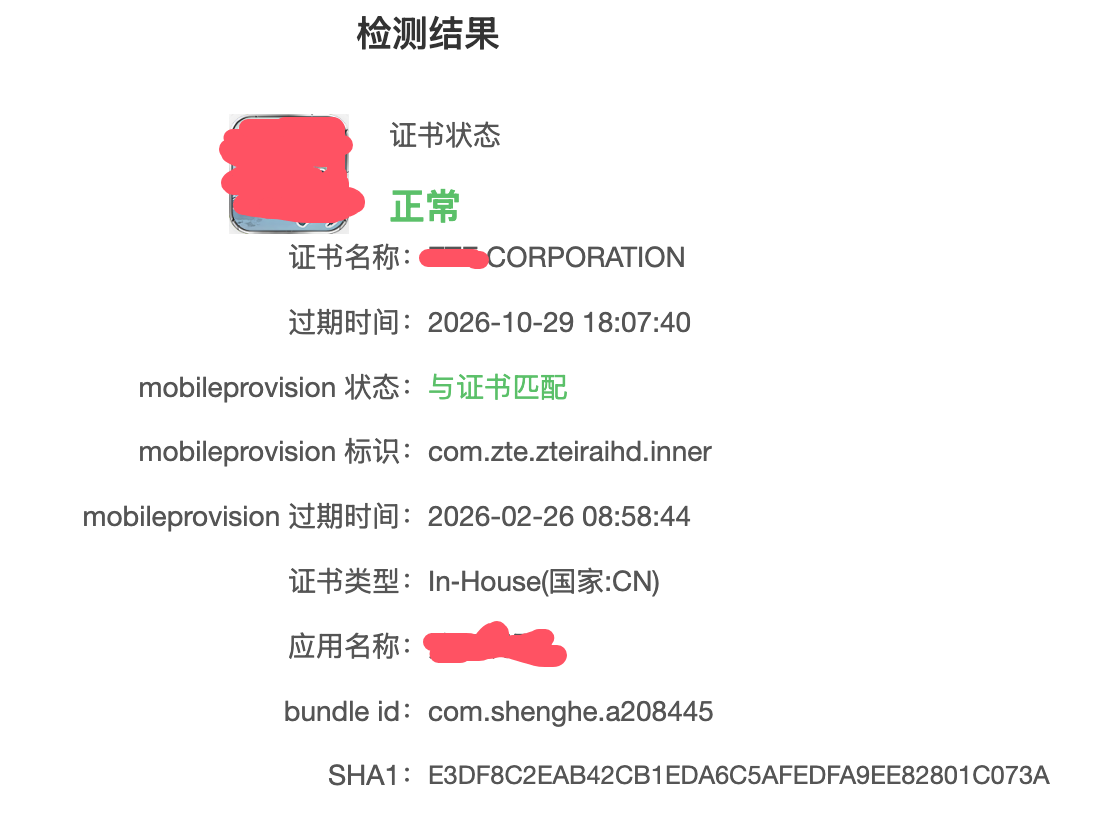 检测结果
证书状态
正常
证书名称：CORPORATION
过期时间：2026-10-29 18:07:40
mobileprovision 状态：与证书匹配
mobileprovision 标识：com.zte.zteiraihd.inner
mobileprovision 过期时间：2026-02-26 08:58:44
证书类型：In-House(国家:CN)
应用名称：
bundle id：com.shenghe.a208445
SHA1：E3DF8C2EAB42CB1EDA6C5AFEDFA9EE82801C073A